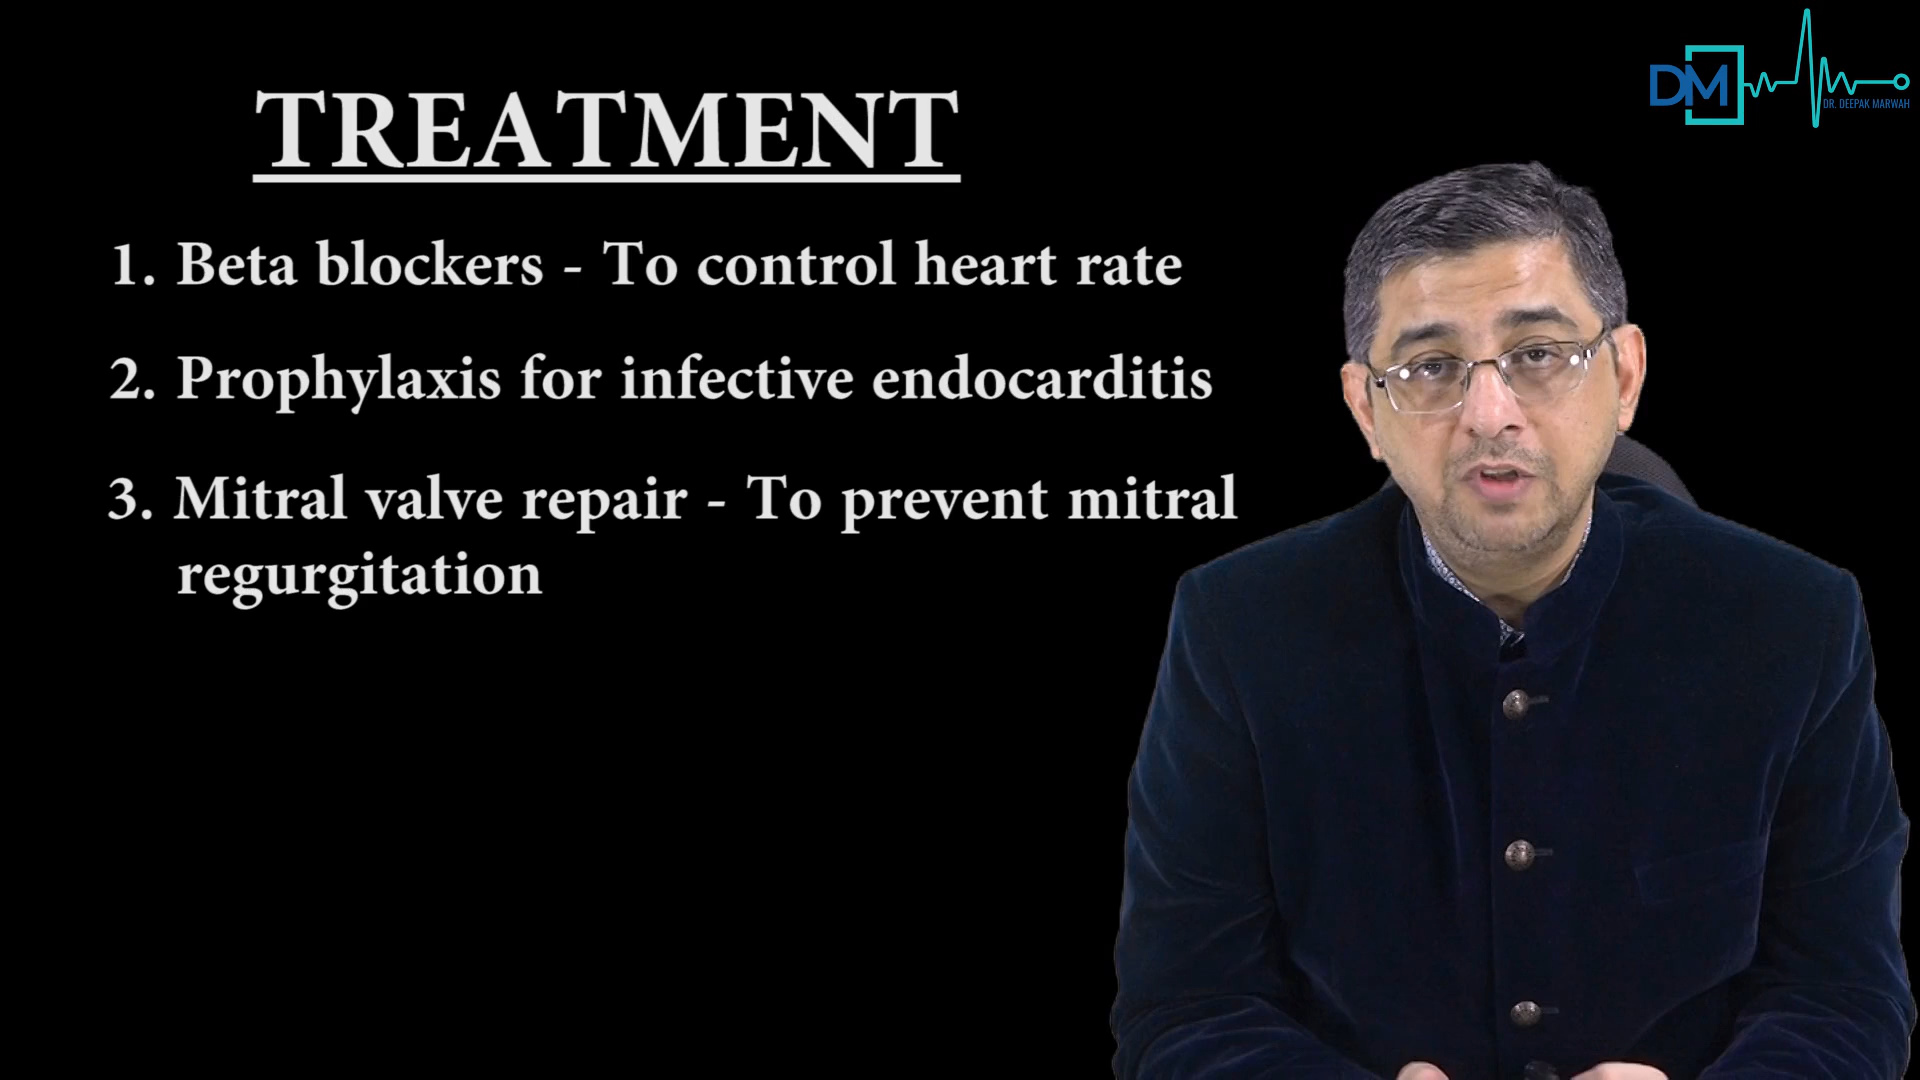 DM
DR. DEEPAK MARWAH
TREATMENT
1. Beta blockers - To control heart rate
2. Prophylaxis for infective endocarditis
3. Mitral valve repair - To prevent mitral
regurgitation